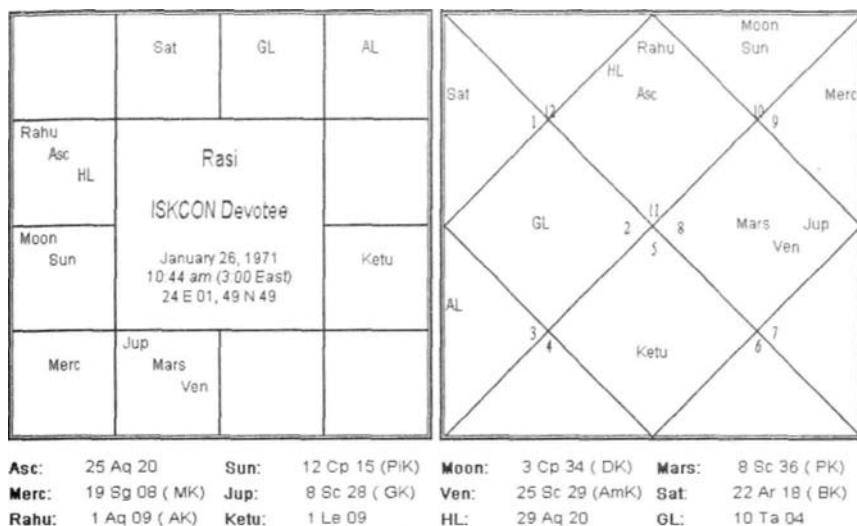 Sat GL AL
Rahu
Asc
HL
Rasi
ISKCON Devotee
January 26, 1971
10:44 am (3:00 East)
24 E 01, 49 N 49
Moon
Sun
Ketu
Merc
Jup
Mars
Ven
Moon
Sun
Rahu
HL
Asc
Sat
Merc
12
1
10
9
GL
11
2 8
5
Mars Jup
Ven
AL
3
4
Ketu
7
6
Asc: 25 Aq 20 Sun: 12 Cp 15 (PiK) Moon: 3 Cp 34 ( DK) Mars: 8 Sc 36 ( PK)
Merc: 19 Sg 08 ( MK) Jup: 8 Sc 28 ( GK) Ven: 25 Sc 29 (AmK) Sat: 22 Ar 18 ( BK)
Rahu: 1 Aq 09 ( AK) Ketu: 1 Le 09 HL: 29 Aq 20 GL: 10 Ta 04